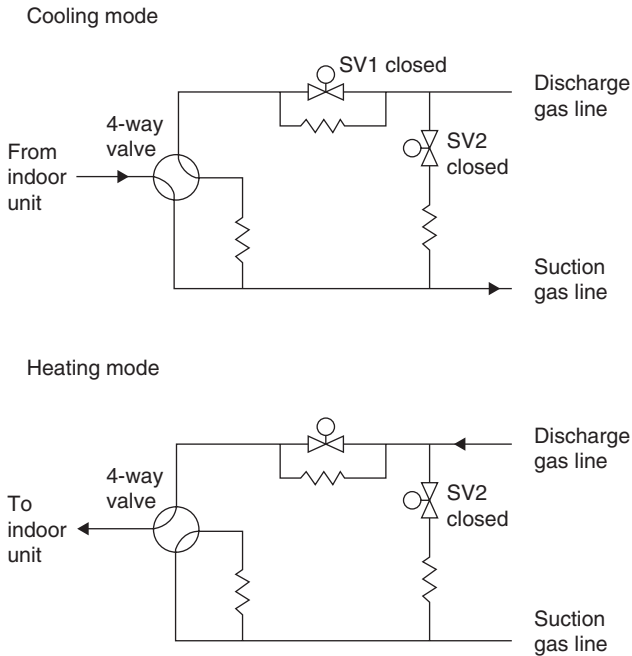 Cooling mode
SV1 closed
Discharge
gas line
4-way
valve
From
indoor
unit
SV2
closed
Suction
gas line
Heating mode
Discharge
gas line
4-way
valve
To
indoor
unit
SV2
closed
Suction
gas line